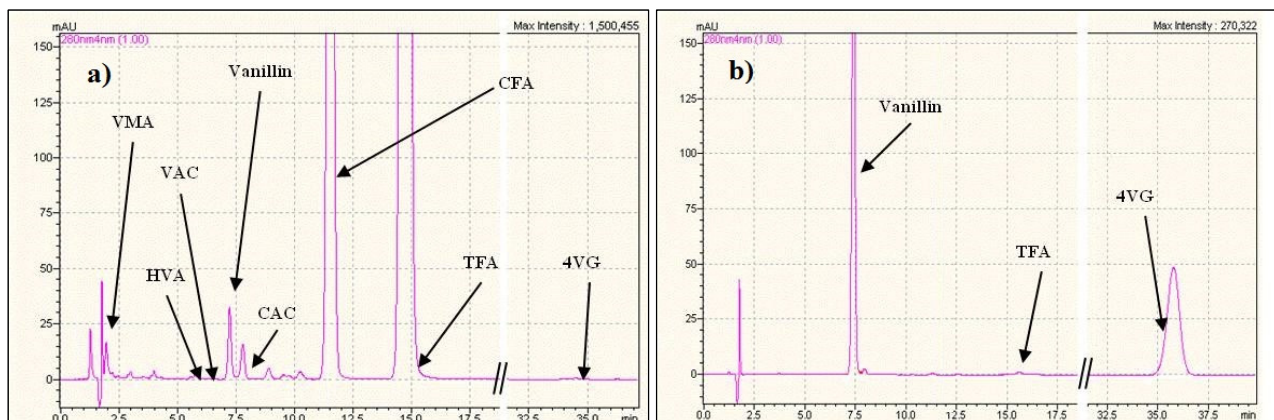 mAU
Max Intensity : 1,500,455
280nm4nm (1.00)
150
125
100
75
50
25
0
a)
Vanillin
VMA
CFA
VAC
HVA
CAC
TFA
4VG
0.0 2.5 5.0 7.5 10.0 12.5 15.0 17.5 32.5 35.0 min
mAU
Max Intensity : 270,322
280nm4nm (1.00)
150
125
100
75
50
25
0
b)
Vanillin
TFA
4VG
0.0 2.5 5.0 7.5 10.0 12.5 15.0 17.5 32.5 35.0 37.5 min